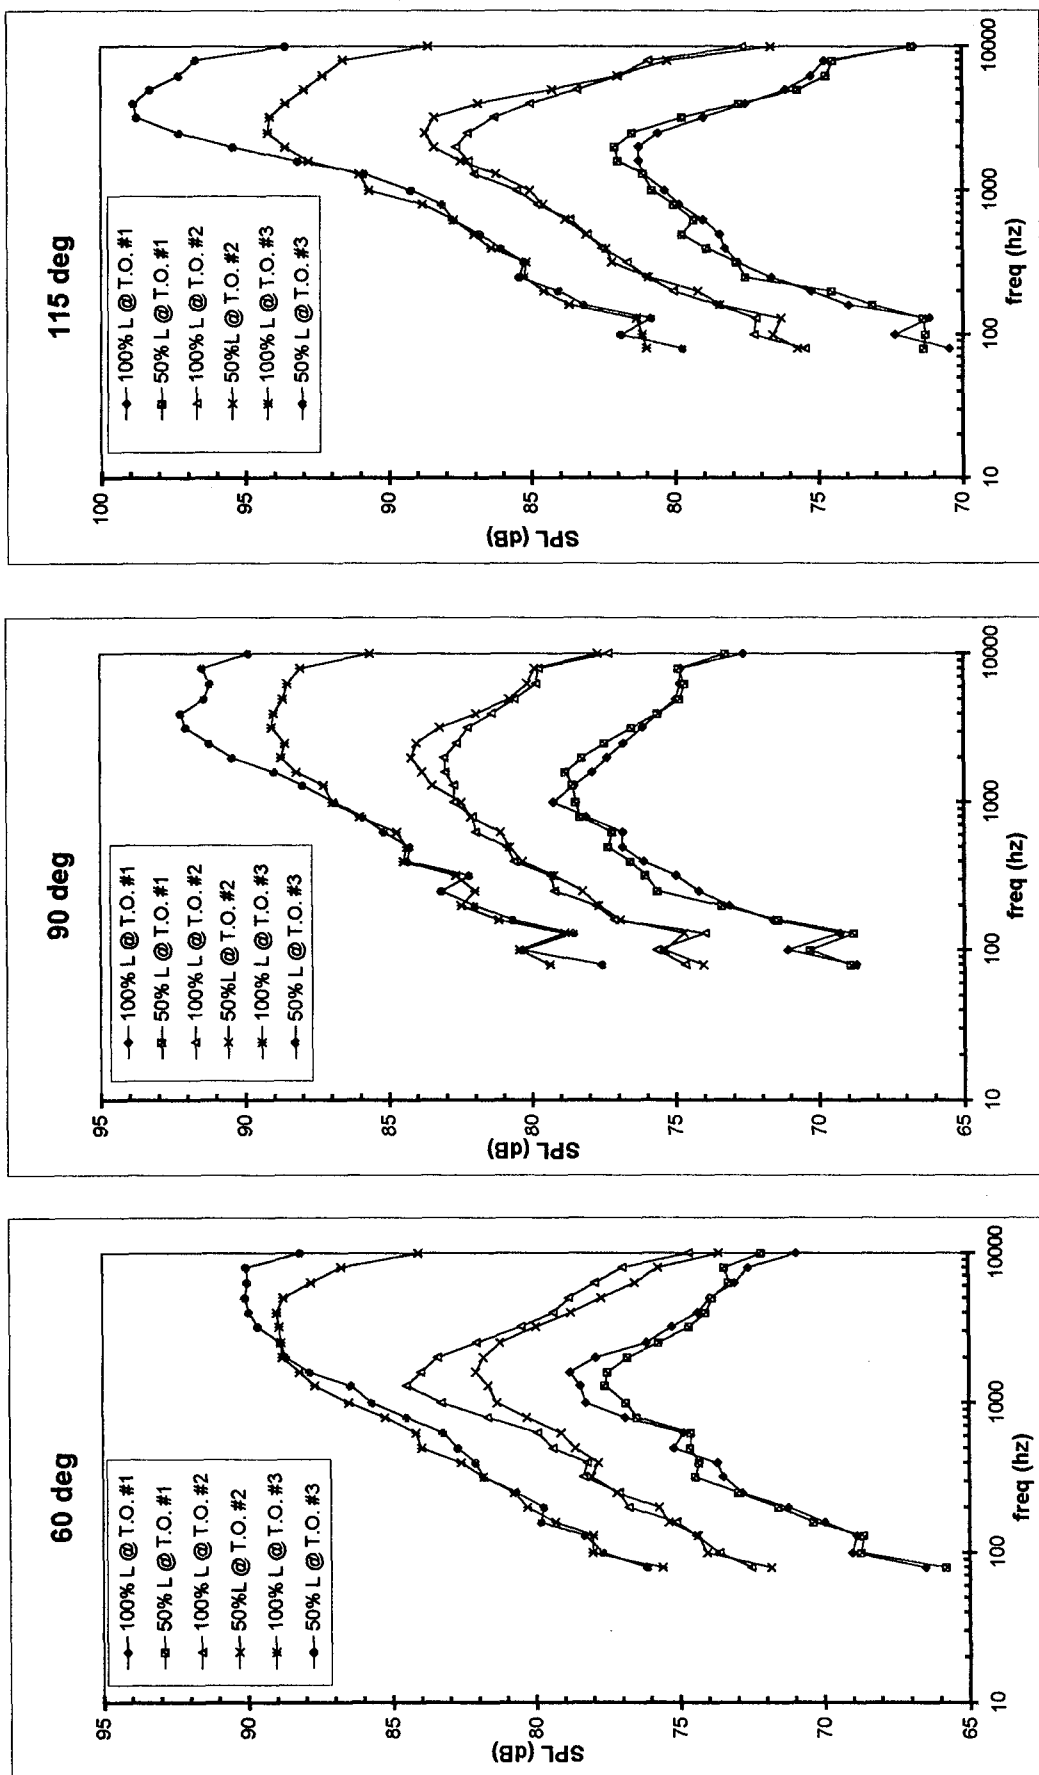 60 deg
100% L @ T.O. #1
50% L @ T.O. #1
100% L @ T.O. #2
50%L @ T.O. #2
100% L @ T.O. #3
50% L @ T.O. #3
SPL (dB)
95
90
85
80
75
70
65
10
100
1000
10000
freq (hz)
90 deg
100% L @ T.O. #1
50% L @ T.O. #1
100% L @ T.O. #2
50%L @ T.O. #2
100% L @ T.O. #3
50% L @ T.O. #3
SPL (dB)
95
90
85
80
75
70
65
10
100
1000
10000
freq (hz)
115 deg
100% L @ T.O. #1
50% L @ T.O. #1
100% L @ T.O. #2
50%L @ T.O. #2
100% L @ T.O. #3
50% L @ T.O. #3
SPL (dB)
100
95
90
85
80
75
70
10
100
1000
10000
freq (hz)